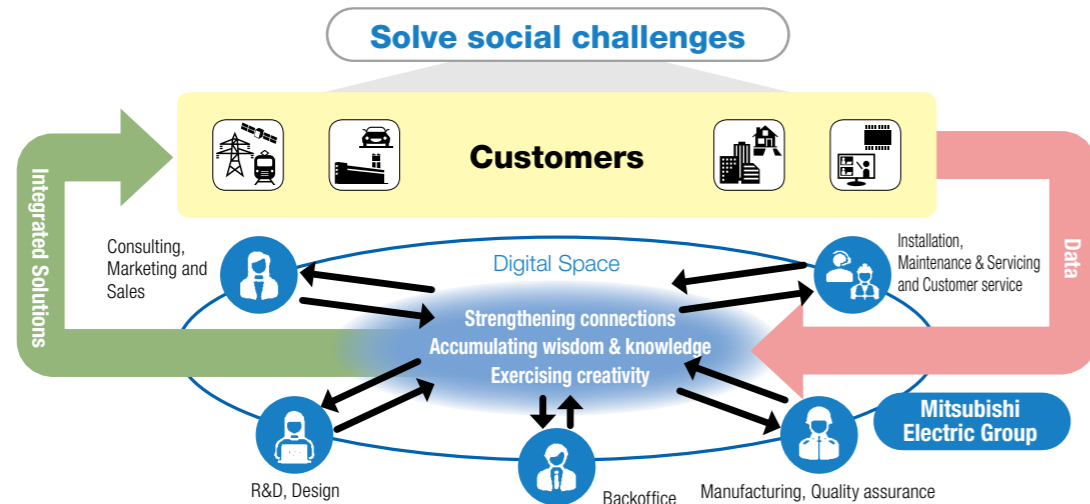 Solve social challenges
Customers
Integrated Solutions
Data
Consulting,
Marketing and
Sales
Digital Space
Installation,
Maintenance & Servicing
and Customer service
Strengthening connections
Accumulating wisdom & knowledge
Exercising creativity
Mitsubishi
Electric Group
R&D, Design
Backoffice
Manufacturing, Quality assurance